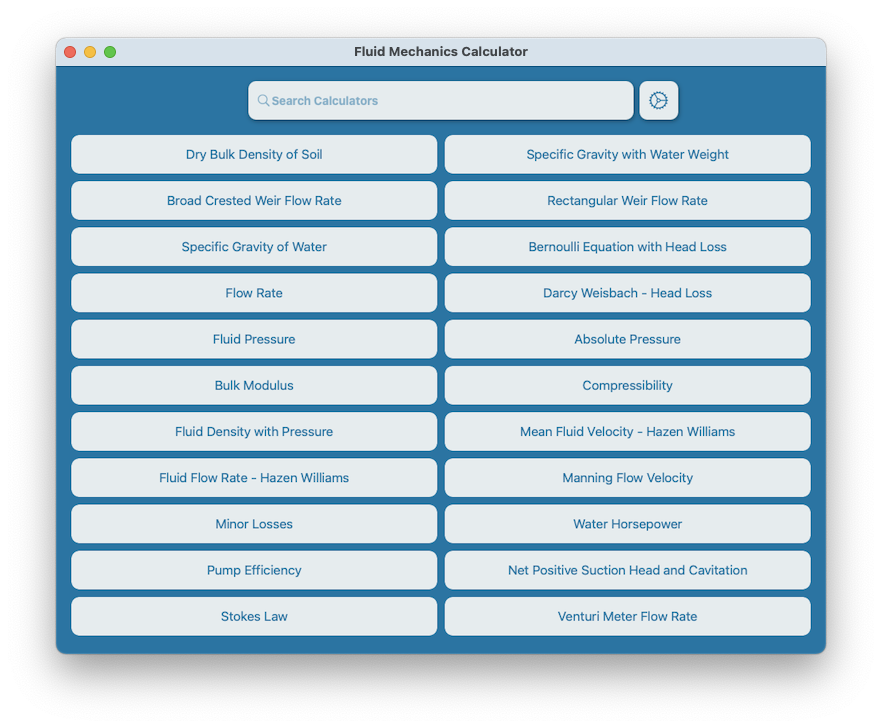 Fluid Mechanics Calculator
Search Calculators
Dry Bulk Density of Soil
Specific Gravity with Water Weight
Broad Crested Weir Flow Rate
Rectangular Weir Flow Rate
Specific Gravity of Water
Bernoulli Equation with Head Loss
Flow Rate
Darcy Weisbach - Head Loss
Fluid Pressure
Absolute Pressure
Bulk Modulus
Compressibility
Fluid Density with Pressure
Mean Fluid Velocity - Hazen Williams
Fluid Flow Rate - Hazen Williams
Manning Flow Velocity
Minor Losses
Water Horsepower
Pump Efficiency
Net Positive Suction Head and Cavitation
Stokes Law
Venturi Meter Flow Rate